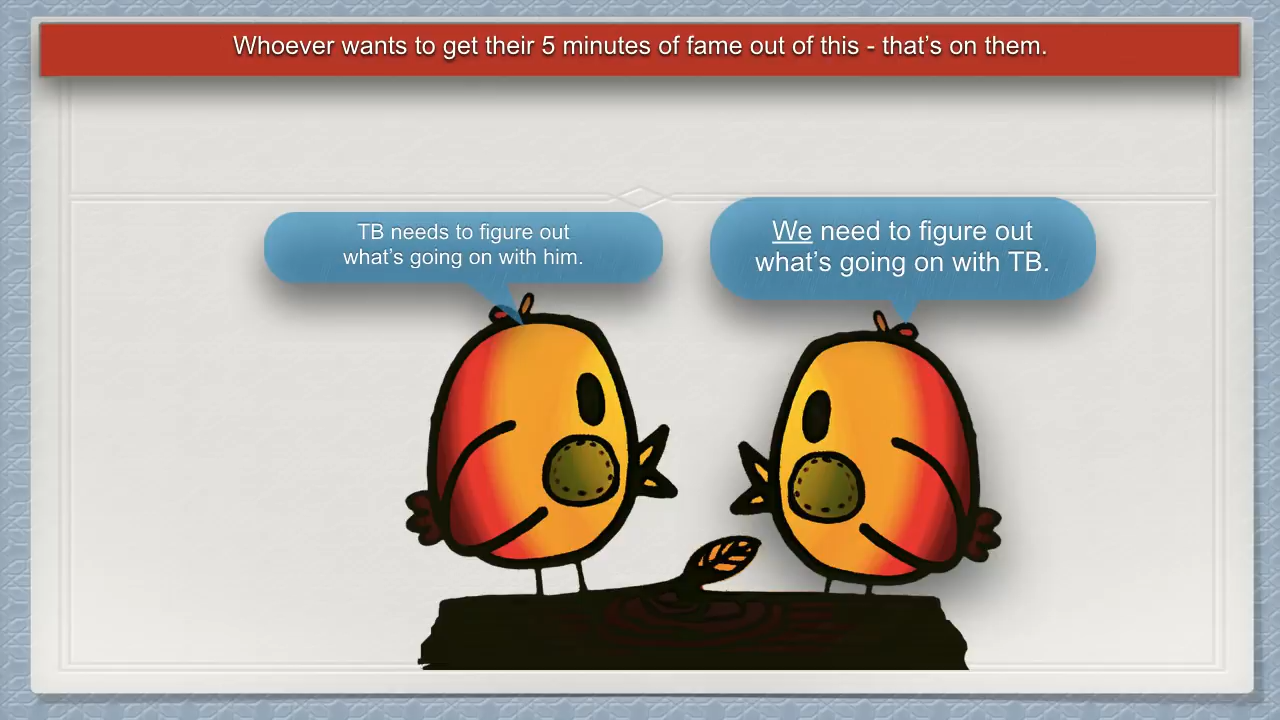 Whoever wants to get their 5 minutes of fame out of this - that’s on them.
TB needs to figure out
what’s going on with him.
We need to figure out
what’s going on with TB.